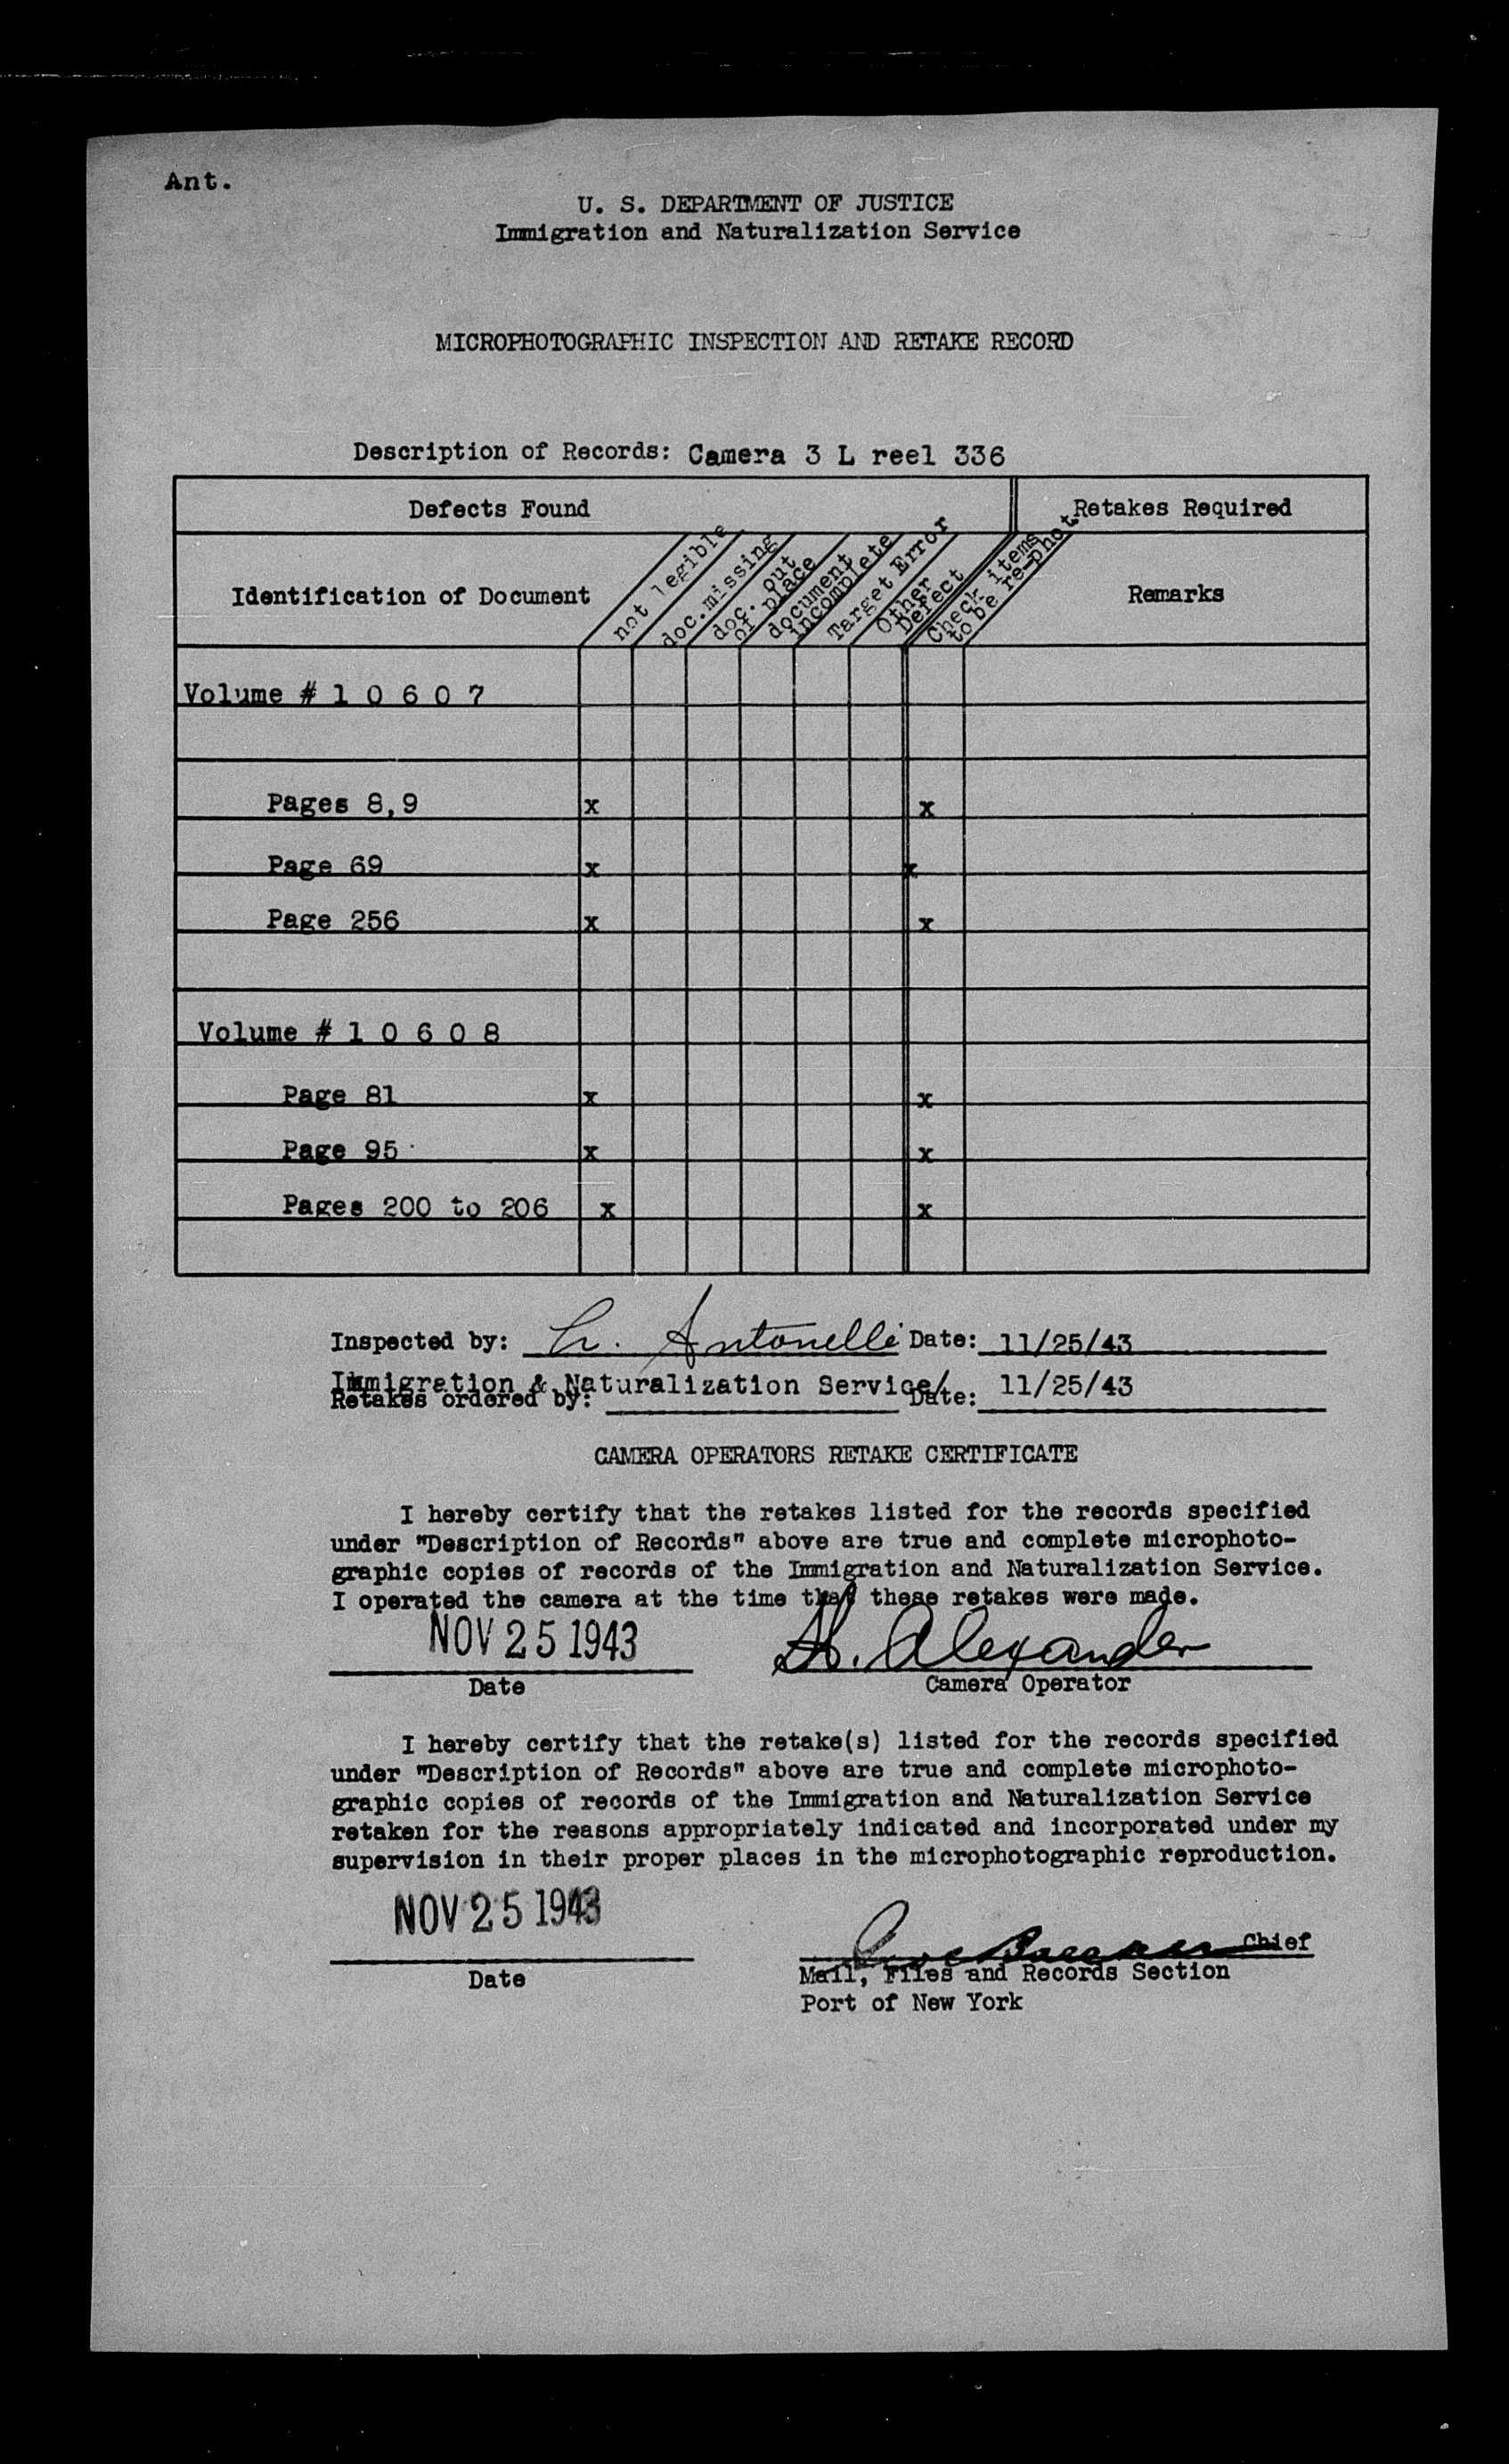 Ant.
U. S. DEPARTMENT OF JUSTICE
Immigration and Naturalization Service
MICROPHOTOGRAPHIC INSPECTION AND RETAKE RECORD
Description of Records: Camera 3 L reel 336
Defects Found
Retakes Required
Identification of Document
not legible
doc.missing
doc. out
of place
document
incomplete
Target Error
Other
Defect
Check items
to be re-phot.
Remarks
Volume # 1 0 6 0 7
Pages 8,9 x x
Page 69 x x
Page 256 x x
Volume # 1 0 6 0 8
Page 81 x x
Page 95 x x
Pages 200 to 206 x x
Inspected by: Antonelli Date: 11/25/43
Immigration & Naturalization Service/ 11/25/43
Retakes ordered by: Date:
CAMERA OPERATORS RETAKE CERTIFICATE
I hereby certify that the retakes listed for the records specified
under "Description of Records" above are true and complete microphoto-
graphic copies of records of the Immigration and Naturalization Service.
I operated the camera at the time that these retakes were made.
NOV 25 1943 Alexander
Date Camera Operator
I hereby certify that the retake(s) listed for the records specified
under "Description of Records" above are true and complete microphoto-
graphic copies of records of the Immigration and Naturalization Service
retaken for the reasons appropriately indicated and incorporated under my
supervision in their proper places in the microphotographic reproduction.
NOV 25 1943
Chief
Date Mail, Files and Records Section
Port of New York